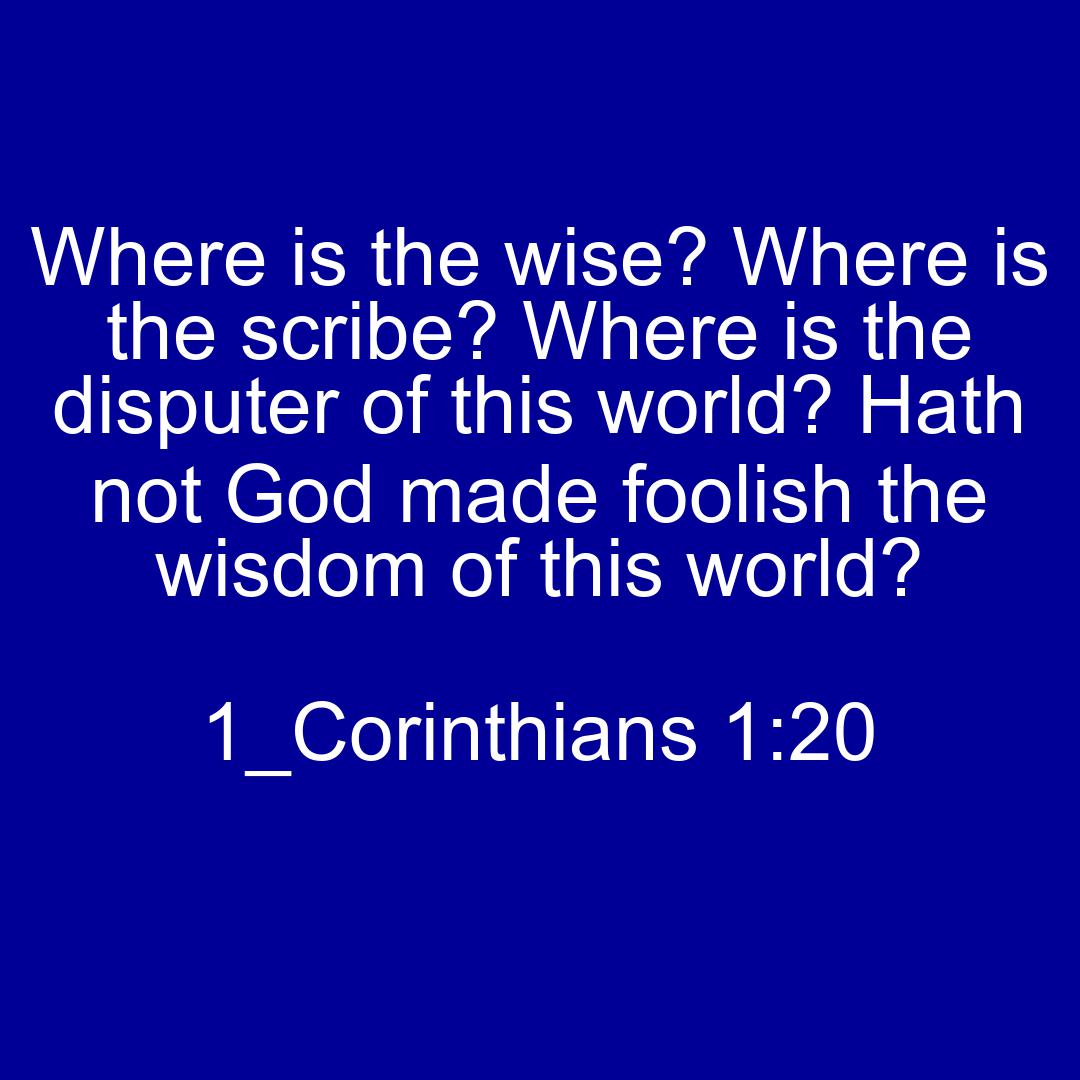 Where is the wise? Where is
the scribe? Where is the
disputer of this world? Hath
not God made foolish the
wisdom of this world?
1_Corinthians 1:20